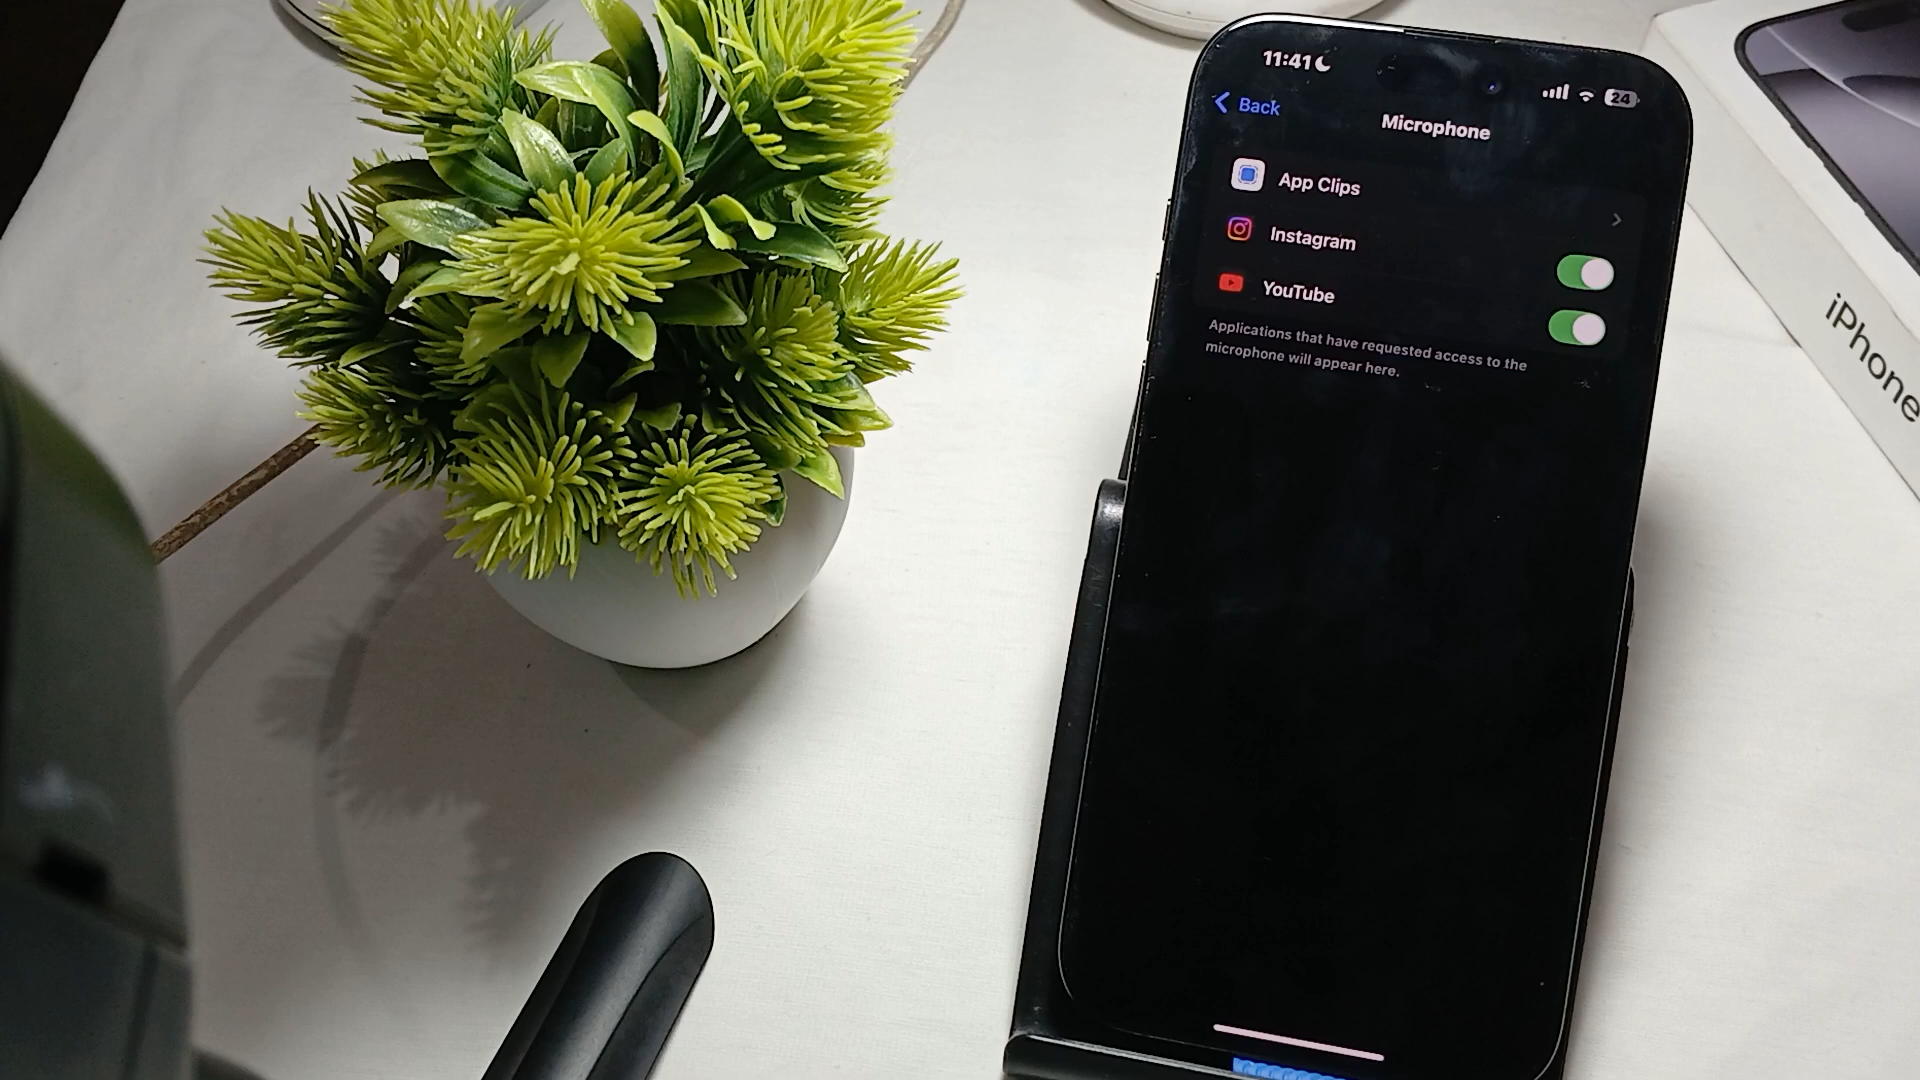 11:41
24
Back
Microphone
App Clips
Instagram
YouTube
Applications that have requested access to the
microphone will appear here.
iPhone